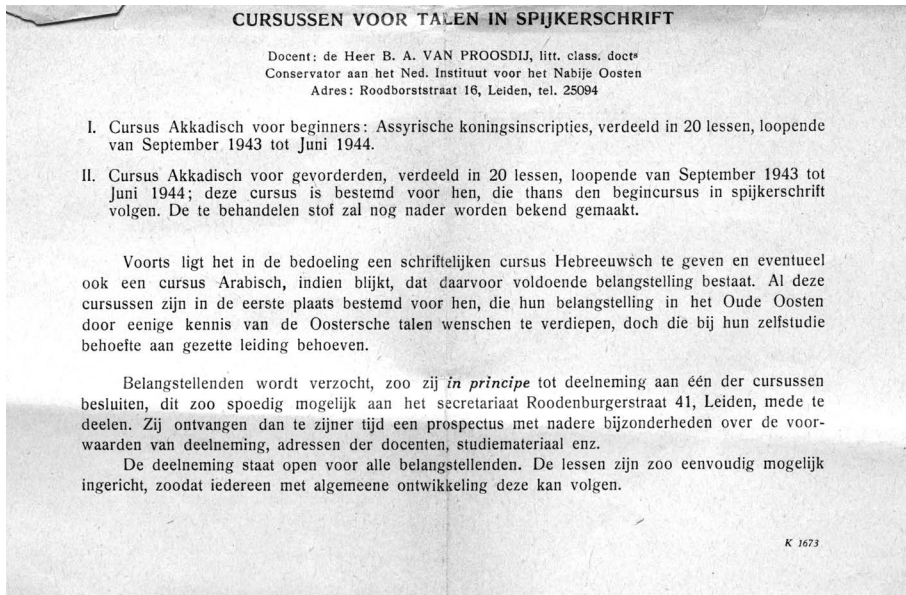 CURSUSSEN VOOR TALEN IN SPIJKERSCHRIFT
Docent: de Heer B. A. VAN PROOSDIJ, litt. class. docts
Conservator aan het Ned. Instituut voor het Nabije Oosten
Adres: Roodborststraat 16, Leiden, tel. 25094
I. Cursus Akkadisch voor beginners: Assyrische koningsinscripties, verdeeld in 20 lessen, loopende
van September 1943 tot Juni 1944.
II. Cursus Akkadisch voor gevorderden, verdeeld in 20 lessen, loopende van September 1943 tot
Juni 1944; deze cursus is bestemd voor hen, die thans den begincursus in spijkerschrift
volgen. De te behandelen stof zal nog nader worden bekend gemaakt.
Voorts ligt het in de bedoeling een schriftelijken cursus Hebreeuwsch te geven en eventueel
ook een cursus Arabisch, indien blijkt, dat daarvoor voldoende belangstelling bestaat. Al deze
cursussen zijn in de eerste plaats bestemd voor hen, die hun belangstelling in het Oude Oosten
door eenige kennis van de Oostersche talen wenschen te verdiepen, doch die bij hun zelfstudie
behoefte aan gezette leiding behoeven.
Belangstellenden wordt verzocht, zoo zij in principe tot deelneming aan één der cursussen
besluiten, dit zoo spoedig mogelijk aan het secretariaat Roodenburgerstraat 41, Leiden, mede te
deelen. Zij ontvangen dan te zijner tijd een prospectus met nadere bijzonderheden over de voor-
waarden van deelneming, adressen der docenten, studiemateriaal enz.
De deelneming staat open voor alle belangstellenden. De lessen zijn zoo eenvoudig mogelijk
ingericht, zoodat iedereen met algemeene ontwikkeling deze kan volgen.
K 1673